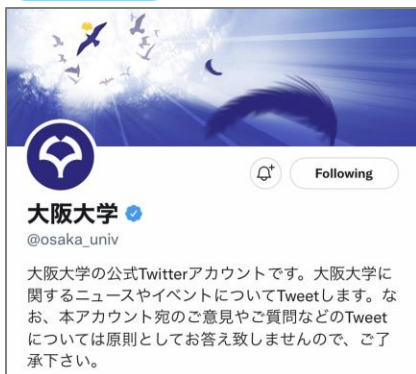 Following
大阪大学
@osaka_univ
大阪大学の公式Twitterアカウントです。大阪大学に
関するニュースやイベントについてTweetします。な
お、本アカウント宛のご意見やご質問などのTweet
については原則としてお答え致しませんので、ご了
承下さい。